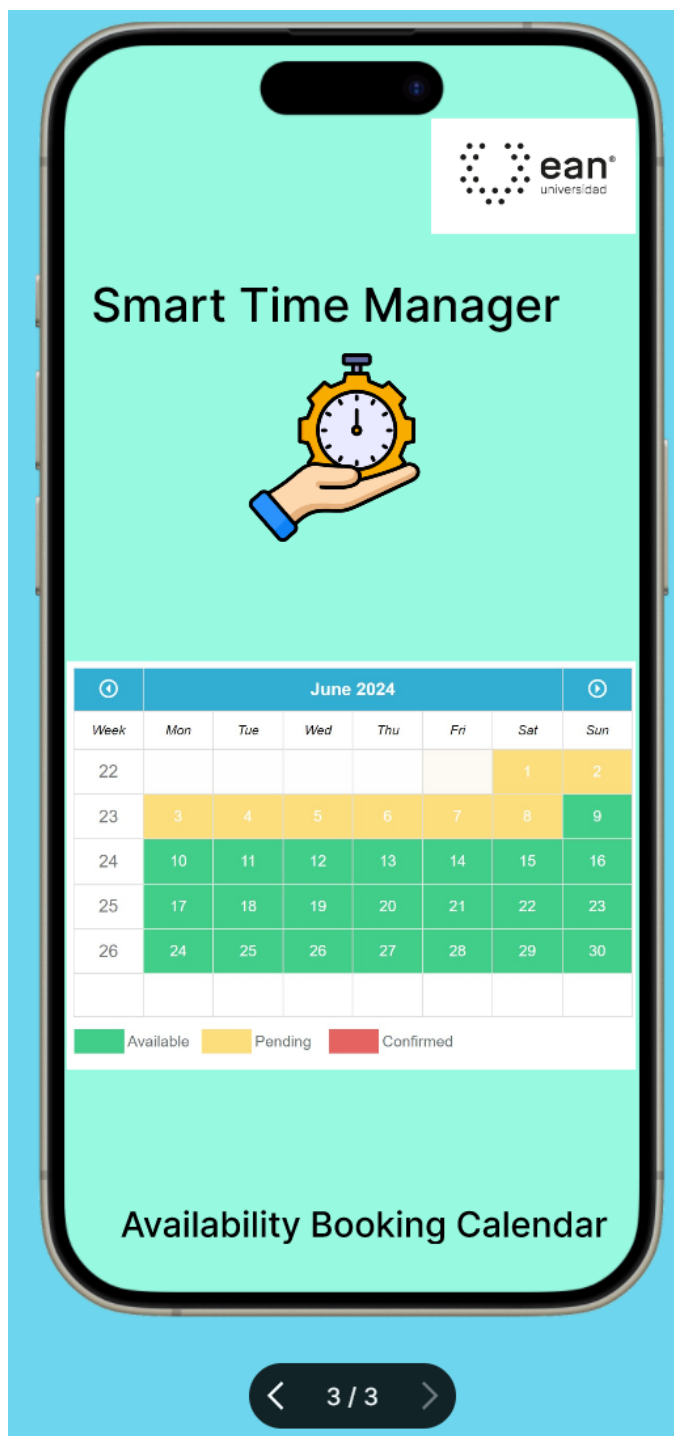 ean®
universidad
Smart Time Manager
June 2024
Week Mon Tue Wed Thu Fri Sat Sun
22 1 2
23 3 4 5 6 7 8 9
24 10 11 12 13 14 15 16
25 17 18 19 20 21 22 23
26 24 25 26 27 28 29 30
Available Pending Confirmed
Availability Booking Calendar
3 / 3